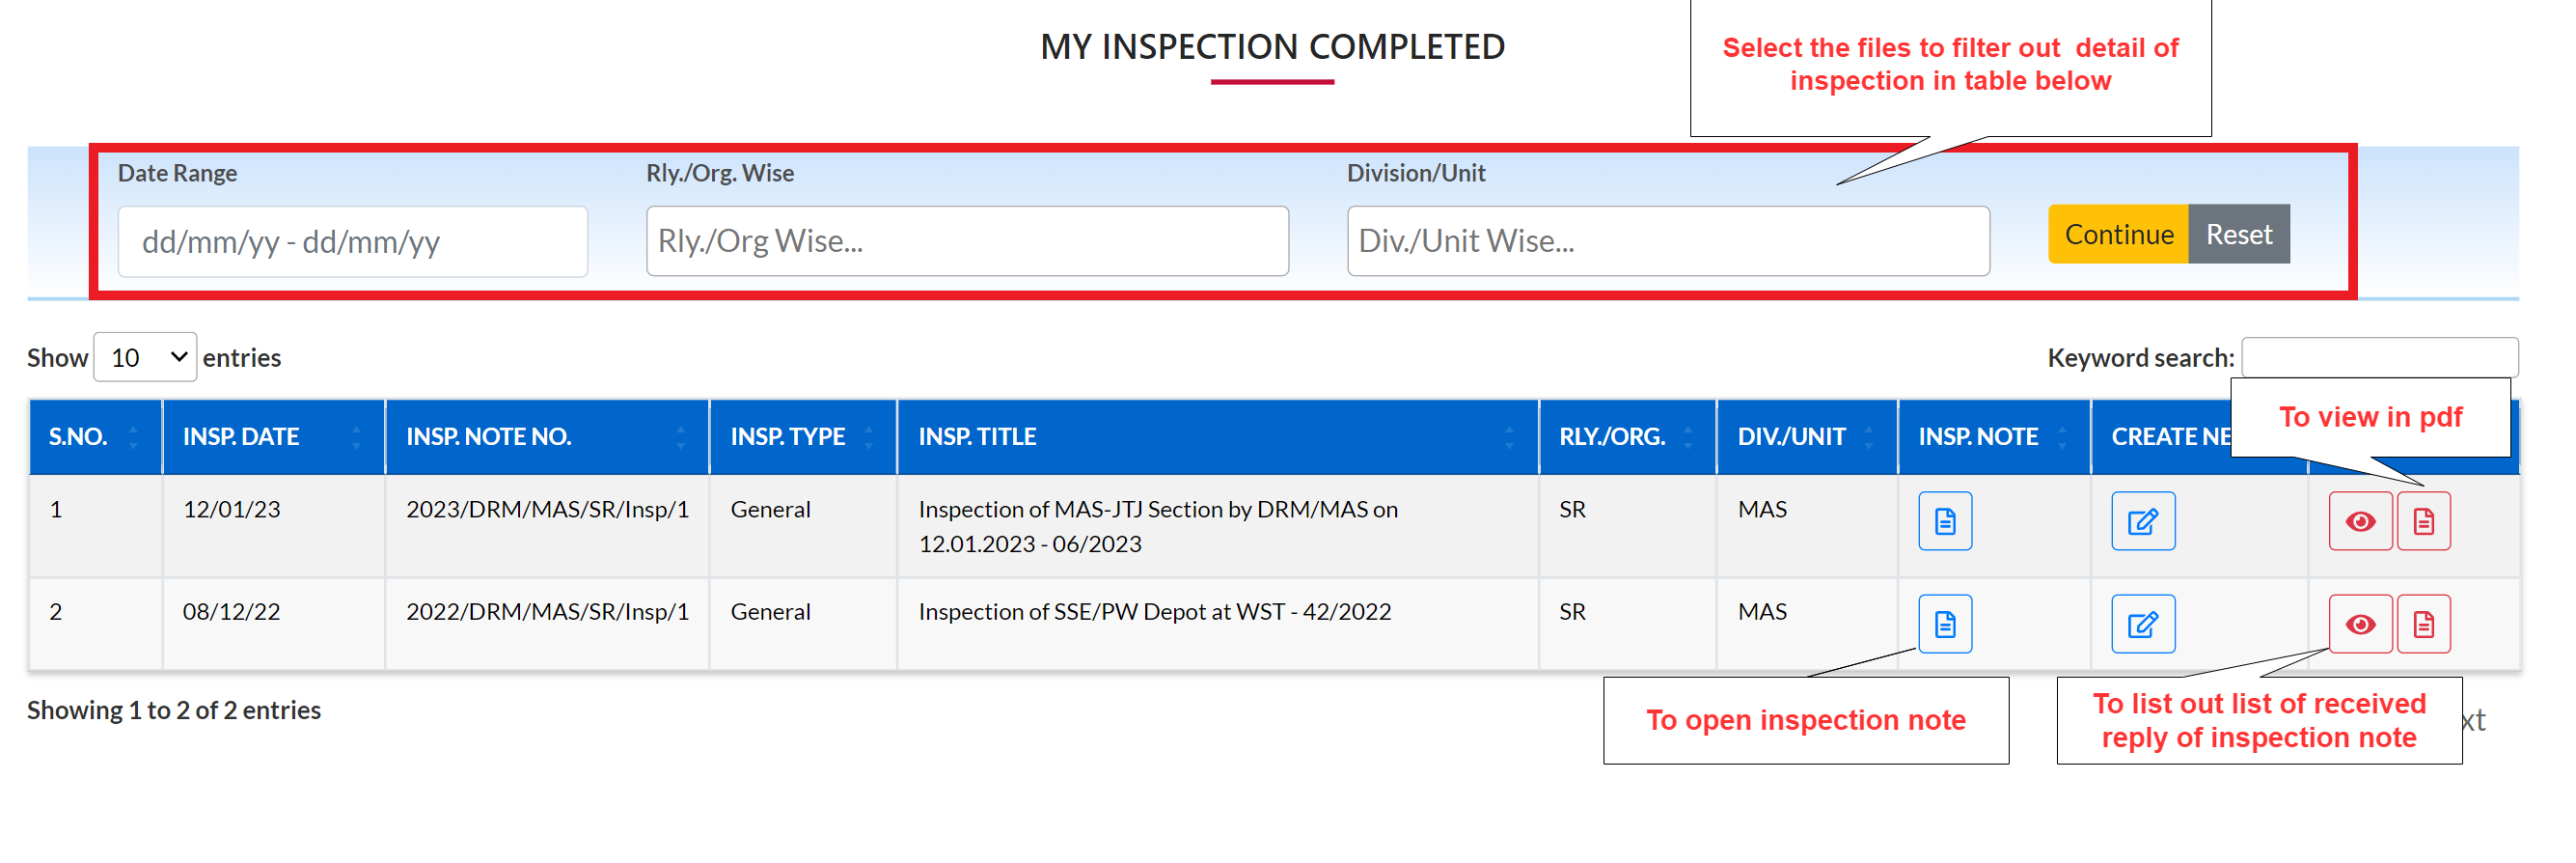 MY INSPECTION COMPLETED
Select the files to filter out detail of
inspection in table below
Date Range Rly./Org. Wise Division/Unit
dd/mm/yy - dd/mm/yy Rly./Org Wise... Div./Unit Wise... Continue Reset
Show 10 entries Keyword search:
To view in pdf
S.NO. INSP. DATE INSP. NOTE NO. INSP. TYPE INSP. TITLE RLY./ORG. DIV./UNIT INSP. NOTE CREATE
1 12/01/23 2023/DRM/MAS/SR/Insp/1 General Inspection of MAS-JTJ Section by DRM/MAS on SR MAS
12.01.2023 - 06/2023
2 08/12/22 2022/DRM/MAS/SR/Insp/1 General Inspection of SSE/PW Depot at WST - 42/2022 SR MAS
Showing 1 to 2 of 2 entries
To open inspection note
To list out list of received
reply of inspection note